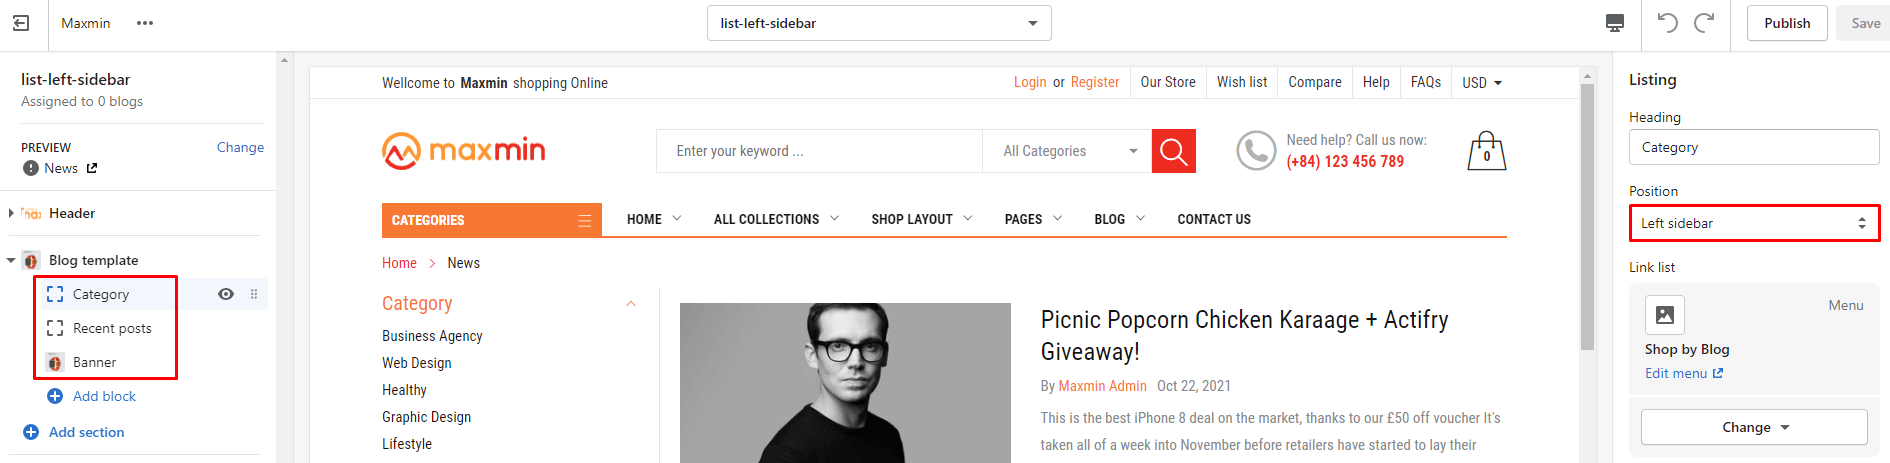 Maxmin
list-left-sidebar
Publish
Save
list-left-sidebar
Assigned to 0 blogs
PREVIEW
Change
News
Header
Blog template
Category
Recent posts
Banner
Add block
Add section
Wellcome to Maxmin shopping Online
Login or Register
Our Store
Wish list
Compare
Help
FAQs
USD
maxmin
Enter your keyword ...
All Categories
Need help? Call us now:
(+84) 123 456 789
0
CATEGORIES
HOME
ALL COLLECTIONS
SHOP LAYOUT
PAGES
BLOG
CONTACT US
Home > News
Category
Business Agency
Web Design
Healthy
Graphic Design
Lifestyle
Picnic Popcorn Chicken Karaage + Actifry
Giveaway!
By Maxmin Admin Oct 22, 2021
This is the best iPhone 8 deal on the market, thanks to our £50 off voucher It's
taken all of a week into November before retailers have started to lay their
Listing
Heading
Category
Position
Left sidebar
Link list
Menu
Shop by Blog
Edit menu
Change